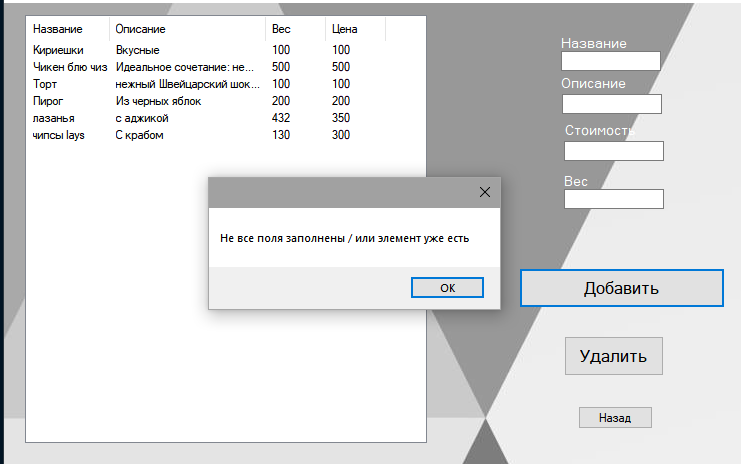 Название Описание Вес Цена
Кириешки Вкусные 100 100
Чикен блю чиз Идеальное сочетание: не... 500 500
Торт нежный Швейцарский шок... 100 100
Пирог Из черных яблок 200 200
лазанья с аджикой 432 350
чипсы lays С крабом 130 300
Не все поля заполнены / или элемент уже есть
OK
Название
Описание
Стоимость
Вес
Добавить
Удалить
Назад